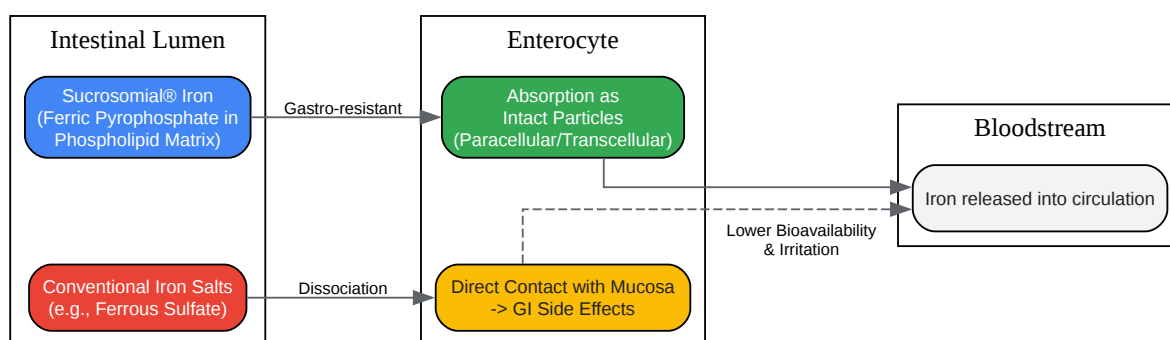 Intestinal Lumen
Enterocyte
Bloodstream
Sucrosomial® Iron
(Ferric Pyrophosphate in
Phospholipid Matrix)
Gastro-resistant
Absorption as
Intact Particles
(Paracellular/Transcellular)
Iron released into circulation
Lower Bioavailability
& Irritation
Conventional Iron Salts
(e.g., Ferrous Sulfate)
Dissociation
Direct Contact with Mucosa
-> GI Side Effects